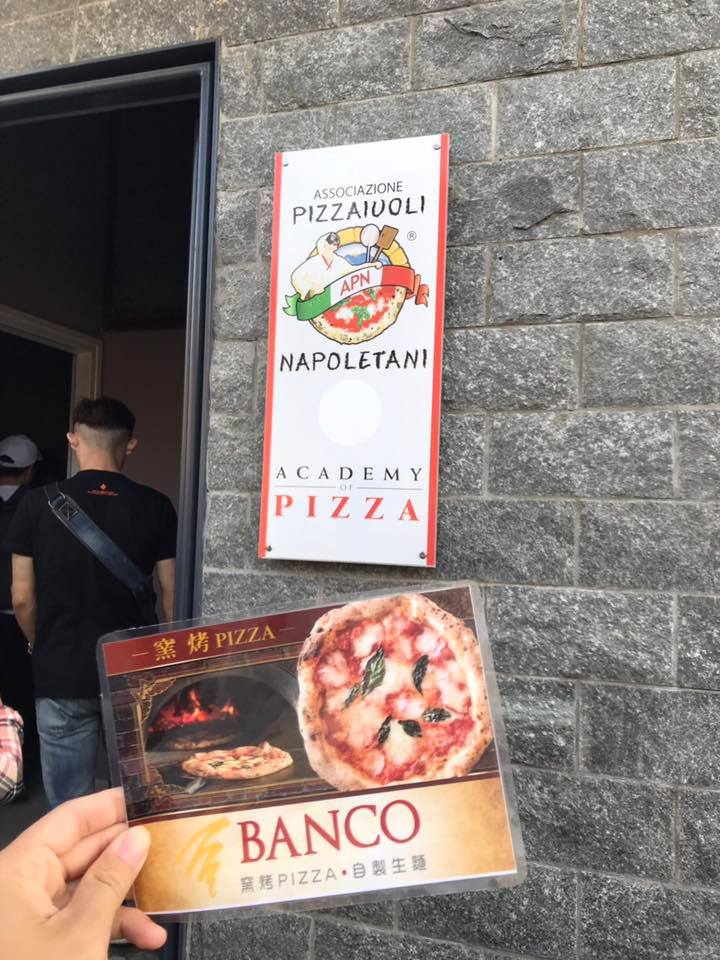 ASSOCIAZIONE
PIZZAIUOLI
®
APN
NAPOLETANI
ACADEMY
OF
PIZZA
窯烤PIZZA
BANCO
窯烤PIZZA•自製生麵